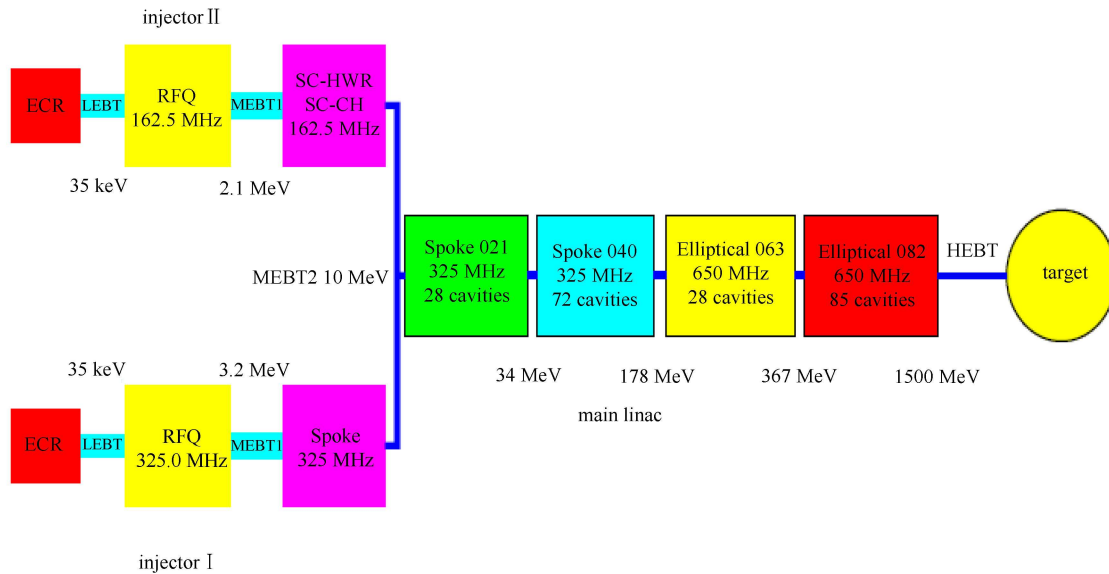 injector Ⅱ
ECR
LEBT
RFQ
162.5 MHz
MEBT1
SC-HWR
SC-CH
162.5 MHz
35 keV
2.1 MeV
MEBT2 10 MeV
Spoke 021
325 MHz
28 cavities
Spoke 040
325 MHz
72 cavities
Elliptical 063
650 MHz
28 cavities
Elliptical 082
650 MHz
85 cavities
HEBT
target
34 MeV
178 MeV
367 MeV
1500 MeV
main linac
35 keV
3.2 MeV
ECR
LEBT
RFQ
325.0 MHz
MEBT1
Spoke
325 MHz
injector Ⅰ